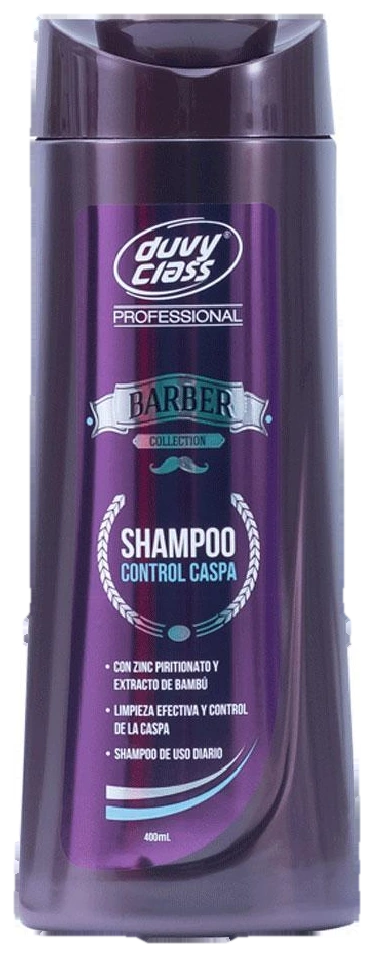 duvy®
class
PROFESSIONAL
BARBER
COLLECTION
SHAMPOO
CONTROL CASPA
• CON ZINC PIRITIONATO Y
EXTRACTO DE BAMBÚ
• LIMPIEZA EFECTIVA Y CONTROL
DE LA CASPA
• SHAMPOO DE USO DIARIO
400mL